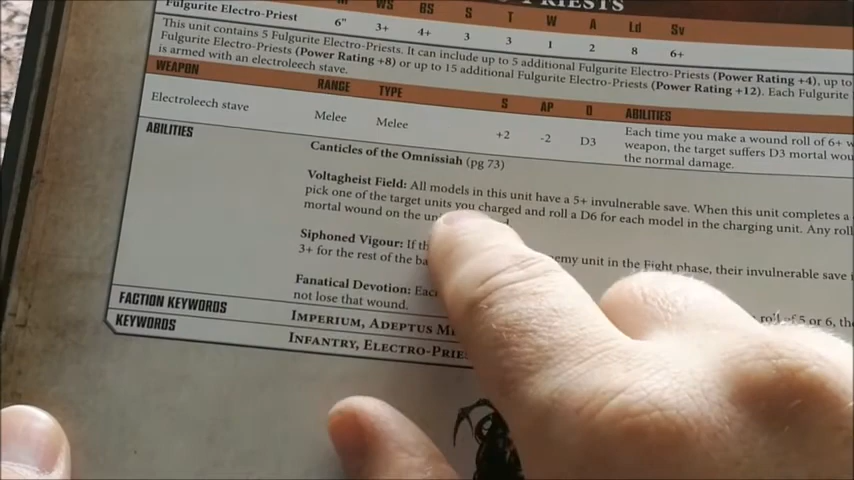 PRIESTS
M WS BS S T W A Ld Sv
Fulgurite Electro-Priest 6" 3+ 4+ 3 3 1 2 8 6+
This unit contains 5 Fulgurite Electro-Priests. It can include up to 5 additional Fulgurite Electro-Priests (Power Rating +4), up to
Fulgurite Electro-Priests (Power Rating +8) or up to 15 additional Fulgurite Electro-Priests (Power Rating +12). Each Fulgurite
is armed with an electroleech stave.
WEAPON RANGE TYPE S AP D ABILITIES
Electroleech stave Melee Melee +2 -2 D3 Each time you make a wound roll of 6+
weapon, the target suffers D3 mortal
the normal damage.
ABILITIES
Canticles of the Omnissiah (pg 73)
Voltagheist Field: All models in this unit have a 5+ invulnerable save. When this unit completes a
pick one of the target units you charged and roll a D6 for each model in the charging unit. Any roll
mortal wound on the
Siphoned Vigour: If unit in the Fight phase, their invulnerable save
3+ for the rest of the
Fanatical Devotion: of 5 or 6, the
not lose that wound.
FACTION KEYWORDS IMPERIUM, ADEPTUS
KEYWORDS INFANTRY,